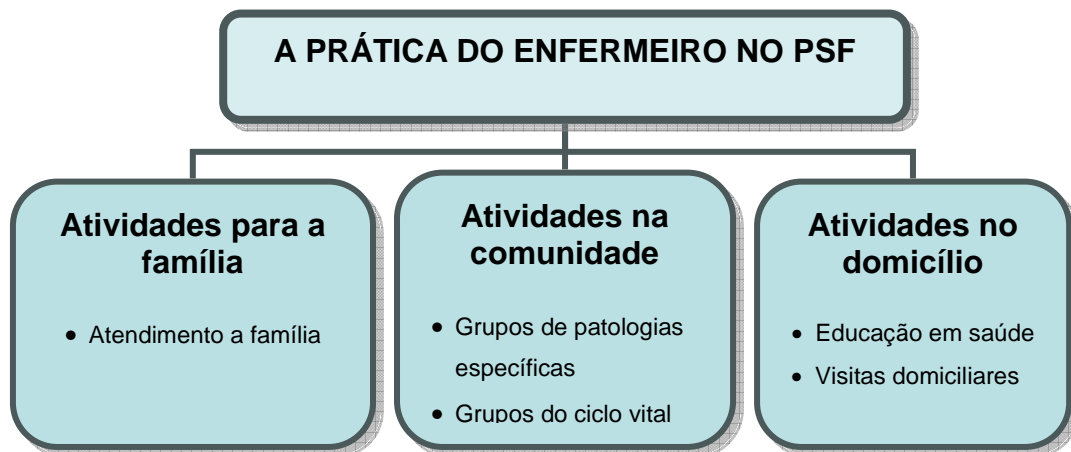 A PRÁTICA DO ENFERMEIRO NO PSF
Atividades para a
família
• Atendimento a família
Atividades na
comunidade
• Grupos de patologias
específicas
• Grupos do ciclo vital
Atividades no
domicílio
• Educação em saúde
• Visitas domiciliares